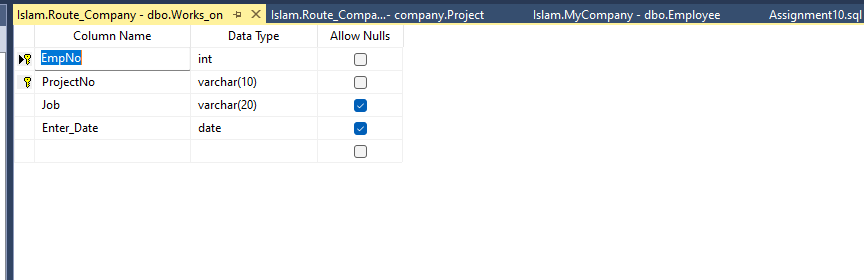 Islam.Route_Company - dbo.Works_on Islam.Route_Compa...- company.Project Islam.MyCompany - dbo.Employee Assignment10.sql
Column Name Data Type Allow Nulls
EmpNo int
ProjectNo varchar(10)
Job varchar(20)
Enter_Date date